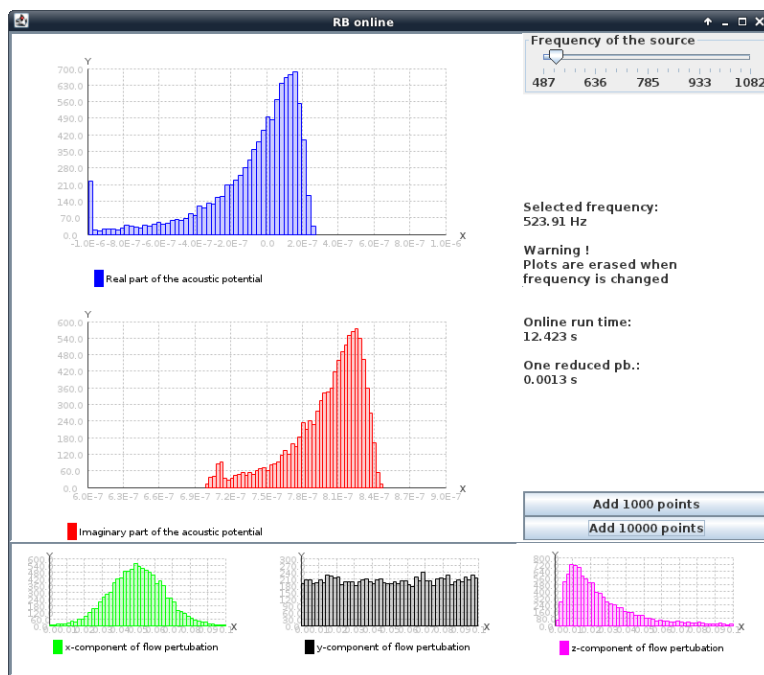 RB online
Y
700.0
630.0
560.0
490.0
420.0
350.0
280.0
210.0
140.0
70.0
0.0
-1.0E-6 -8.0E-7 -6.0E-7 -4.0E-7 -2.0E-7 0.0 2.0E-7 4.0E-7 6.0E-7 8.0E-7 1.0E-6
X
Real part of the acoustic potential
Y
600.0
540.0
480.0
420.0
360.0
300.0
240.0
180.0
120.0
60.0
0.0
6.0E-7 6.3E-7 6.6E-7 6.9E-7 7.2E-7 7.5E-7 7.8E-7 8.1E-7 8.4E-7 8.7E-7 9.0E-7
X
Imaginary part of the acoustic potential
Frequency of the source
487 636 785 933 1082
Selected frequency:
523.91 Hz
Warning !
Plots are erased when
frequency is changed
Online run time:
12.423 s
One reduced pb.:
0.0013 s
Add 1000 points
Add 10000 points
Y
X
x-component of flow pertubation
Y
X
y-component of flow pertubation
Y
X
z-component of flow pertubation